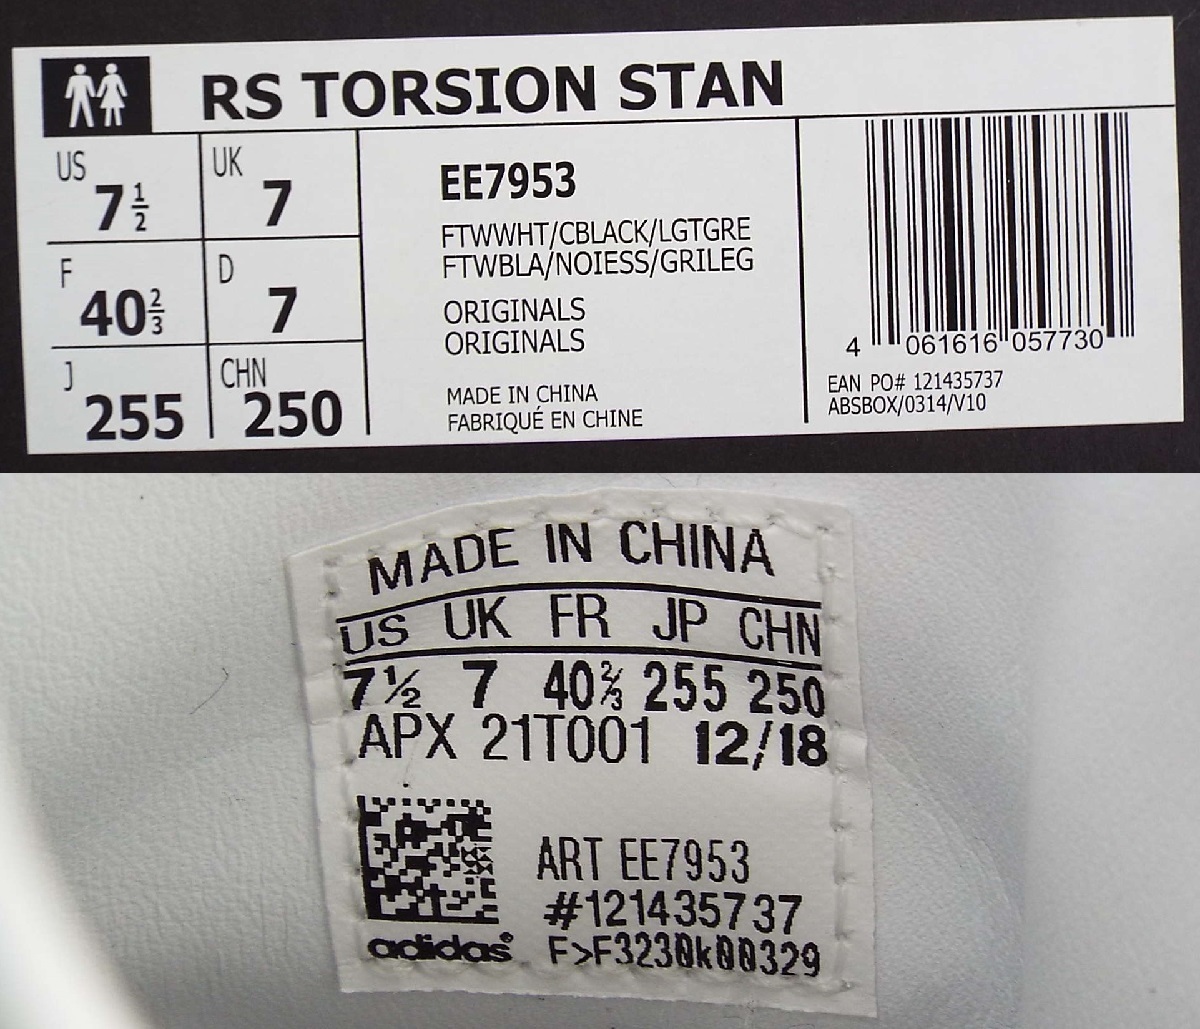 RS TORSION STAN
US 7 1/2 UK 7
F 40 2/3 D 7
J 255 CHN 250
EE7953
FTWWHT/CBLACK/LGTGRE
FTWBLA/NOIESS/GRILEG
ORIGINALS
ORIGINALS
MADE IN CHINA
FABRIQUÉ EN CHINE
4 061616 057730
EAN PO# 121435737
ABSBOX/0314/V10
MADE IN CHINA
US UK FR JP CHN
7½ 7 40⅔ 255 250
APX 21T001 12/18
ART EE7953
#121435737
adidas® F>F3230k00329